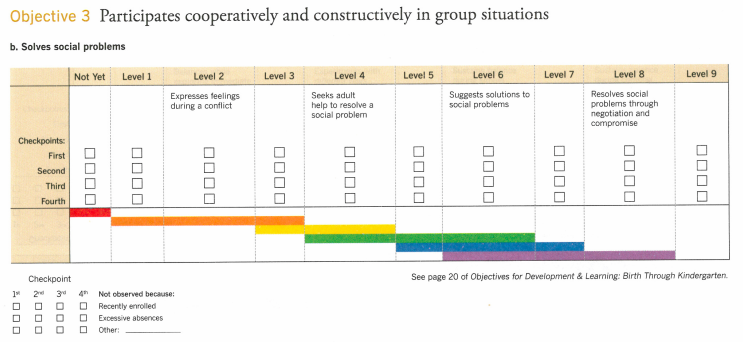 Objective 3 Participates cooperatively and constructively in group situations
b. Solves social problems
Not Yet Level 1 Level 2 Level 3 Level 4 Level 5 Level 6 Level 7 Level 8 Level 9
Expresses feelings
during a conflict
Seeks adult
help to resolve a
social problem
Suggests solutions to
social problems
Resolves social
problems through
negotiation and
compromise
Checkpoints:
First
Second
Third
Fourth
See page 20 of Objectives for Development & Learning: Birth Through Kindergarten.
Checkpoint
1st 2nd 3rd 4th Not observed because:
Recently enrolled
Excessive absences
Other: